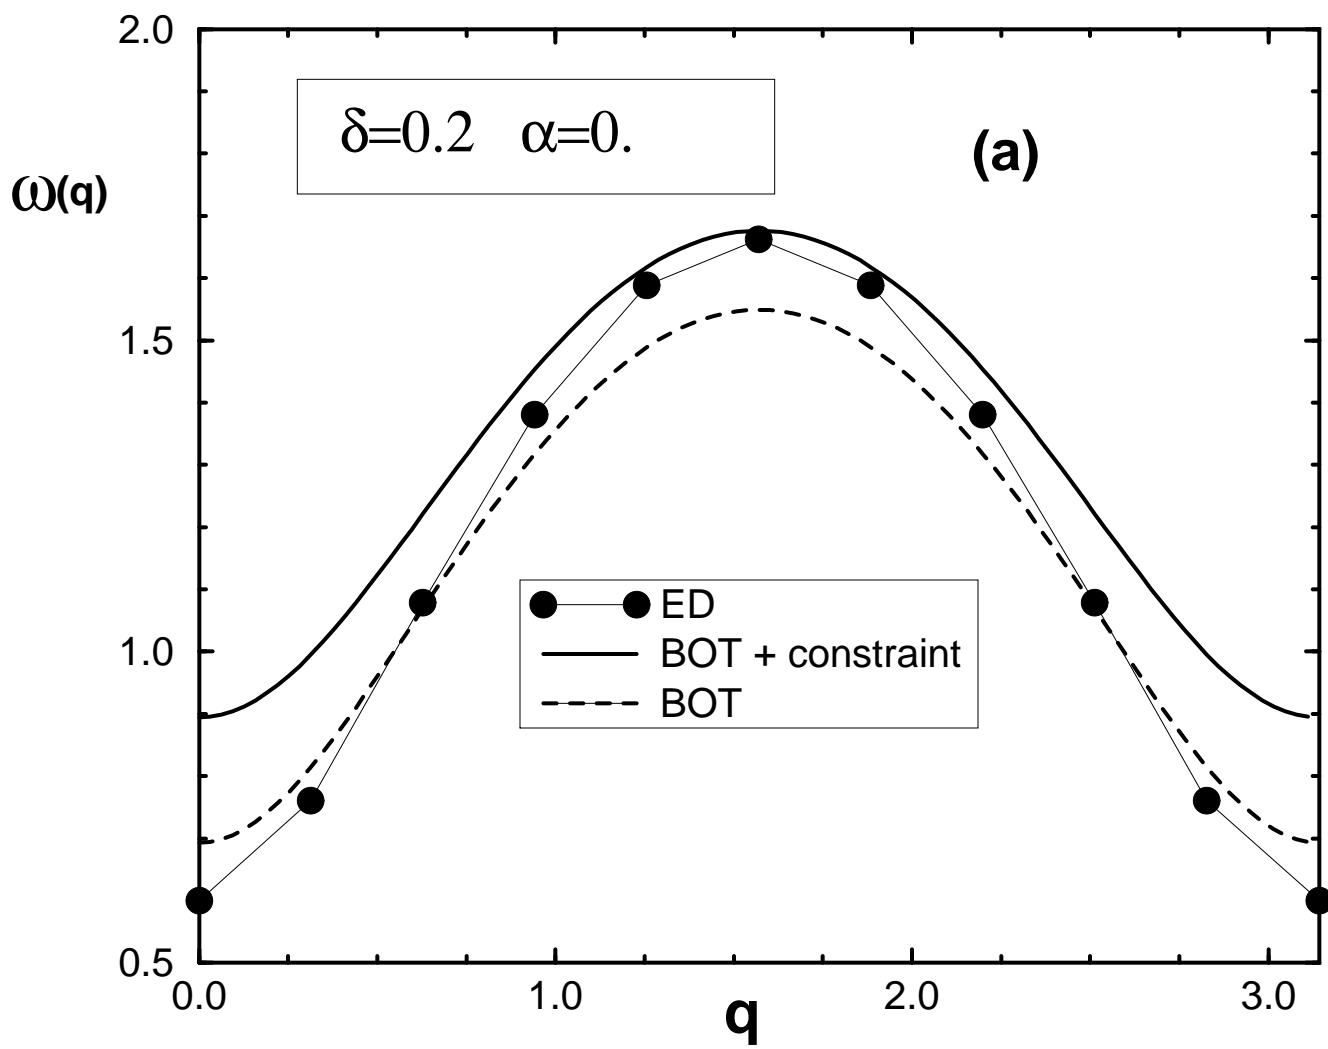 2.0
δ=0.2 α=0.
(a)
ω(q)
1.5
ED
1.0
BOT + constraint
BOT
0.5
0.0 1.0 2.0 3.0
q